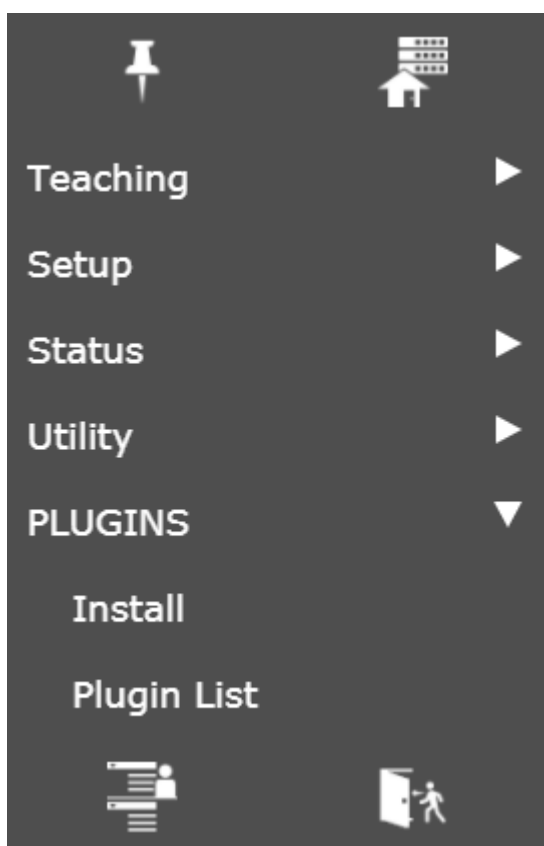 Teaching
Setup
Status
Utility
PLUGINS
Install
Plugin List